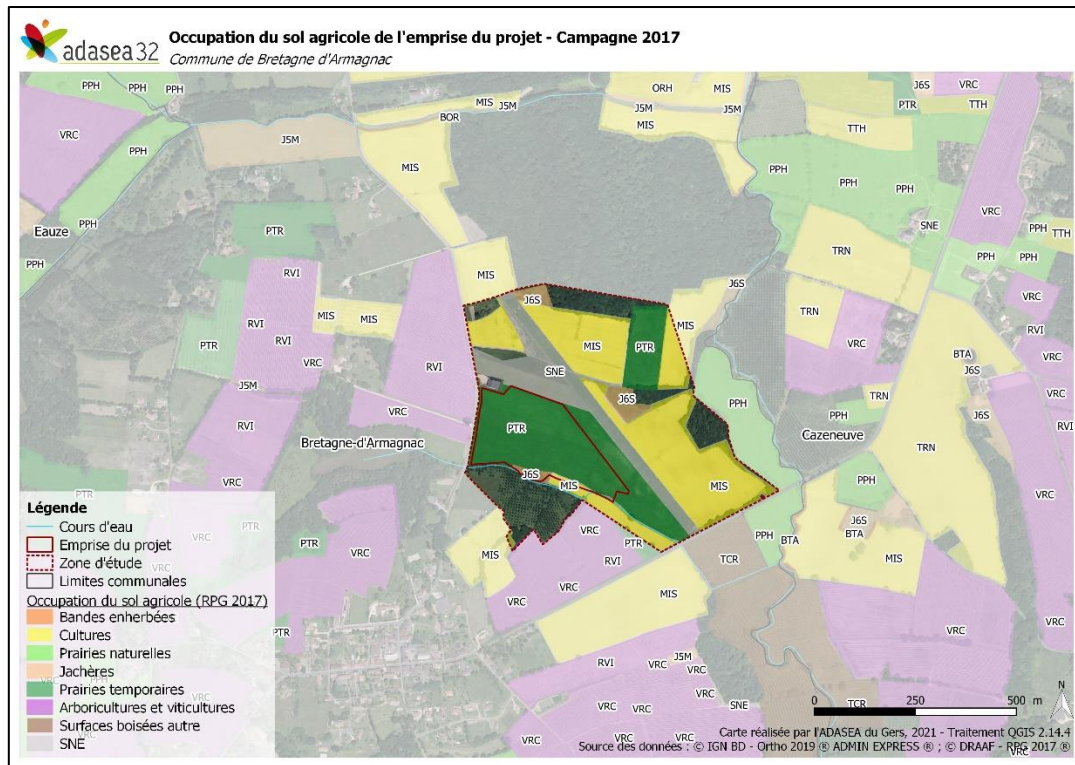 adasea32
Occupation du sol agricole de l'emprise du projet - Campagne 2017
Commune de Bretagne d'Armagnac
PPH PPH PPH
VRC
PPH
PPH
Eauze
PPH
J5M
BOR
MIS J5M
MIS
ORH MIS
J5M J5M
MIS
J6S VRC
PTR TTH
TTH
PPH
PPH PPH
SNE
VRC
PPH TTH
PPH PPH
PTR
RVI
MIS MIS
PTR
RVI
VRC
J5M
RVI
RVI
VRC
MIS
J6S
MIS
PTR
MIS
J6S
SNE
J6S
PPH
PTR
J6S
MIS
MIS
TRN
TRN
VRC
VRC
RVI
BTA
J6S
VRC
TRN
PPH
J6S
Cazeneuve
TRN
VRC
RVI
Bretagne-d'Armagnac
VRC
PTR
VRC
PTR
PTR
VRC
PTR
MIS
VRC
PTR
RVI
VRC
VRC
MIS
TCR
PPH
BTA
PPH
J6S
BTA
MIS
VRC
VRC
RVI
VRC
J5M
VRC
VRC
VRC VRC
VRC
SNE
VRC
TCR
VRC
VRC
VRC
Légende
Cours d'eau
Emprise du projet
Zone d'étude
Limites communales
Occupation du sol agricole (RPG 2017)
Bandes enherbées
Cultures
Prairies naturelles
Jachères
Prairies temporaires
Arboricultures et viticultures
Surfaces boisées autre
SNE
N
0 250 500 m
Carte réalisée par l'ADASEA du Gers, 2021 - Traitement QGIS 2.14.4
Source des données : © IGN BD - Ortho 2019 ® ADMIN EXPRESS ® ; © DRAAF - RPG 2017 ®